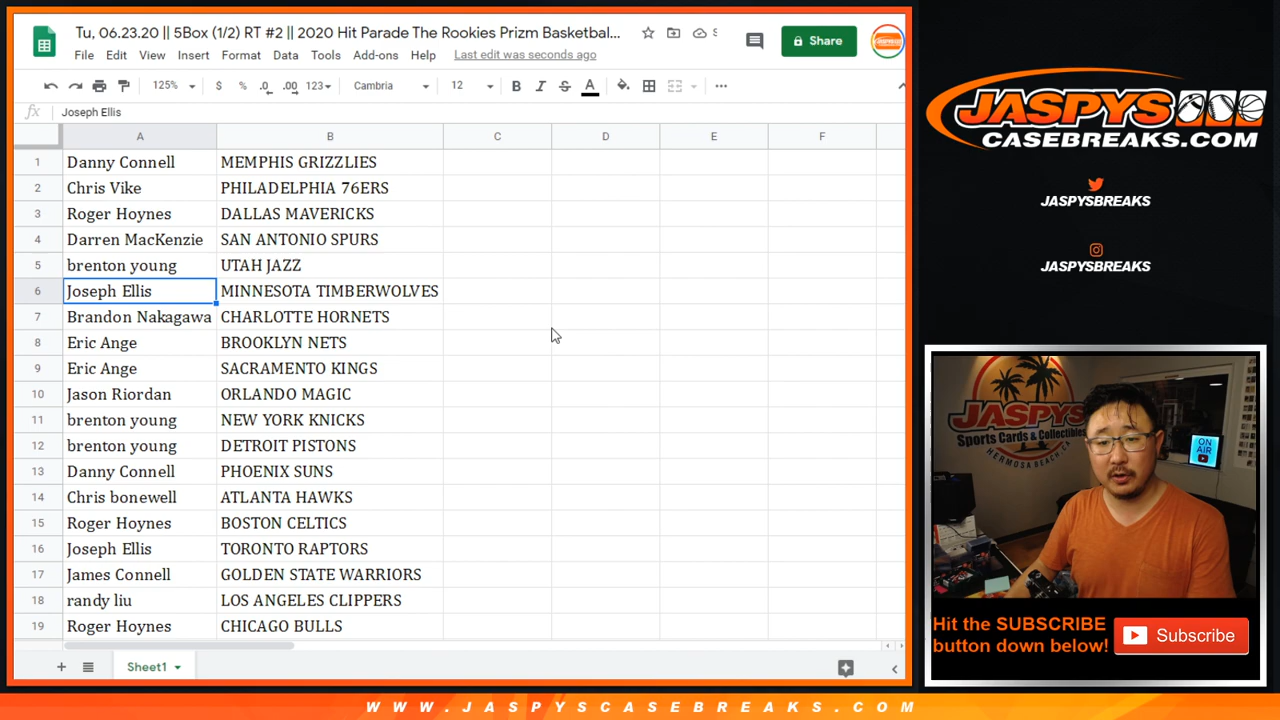 Tu, 06.23.20 || 5Box (1/2) RT #2 || 2020 Hit Parade The Rookies Prizm Basketbal...
S
Share
File Edit View Insert Format Data Tools Add-ons Help Last edit was seconds ago
125% $ % .0 .00 123 Cambria 12 B I S A
fx Joseph Ellis
A B C D E F
1 Danny Connell MEMPHIS GRIZZLIES
2 Chris Vike PHILADELPHIA 76ERS
3 Roger Hoynes DALLAS MAVERICKS
4 Darren MacKenzie SAN ANTONIO SPURS
5 brenton young UTAH JAZZ
6 Joseph Ellis MINNESOTA TIMBERWOLVES
7 Brandon Nakagawa CHARLOTTE HORNETS
8 Eric Ange BROOKLYN NETS
9 Eric Ange SACRAMENTO KINGS
10 Jason Riordan ORLANDO MAGIC
11 brenton young NEW YORK KNICKS
12 brenton young DETROIT PISTONS
13 Danny Connell PHOENIX SUNS
14 Chris bonewell ATLANTA HAWKS
15 Roger Hoynes BOSTON CELTICS
16 Joseph Ellis TORONTO RAPTORS
17 James Connell GOLDEN STATE WARRIORS
18 randy liu LOS ANGELES CLIPPERS
19 Roger Hoynes CHICAGO BULLS
Sheet1
JASPYS
CASEBREAKS.COM
JASPYSBREAKS
JASPYSBREAKS
JASPYS
Sports Cards & Collectibles
HERMOSA BEACH, CA
ON
AIR
Hit the SUBSCRIBE
button down below!
Subscribe
WWW.JASPYSCASEBREAKS.COM